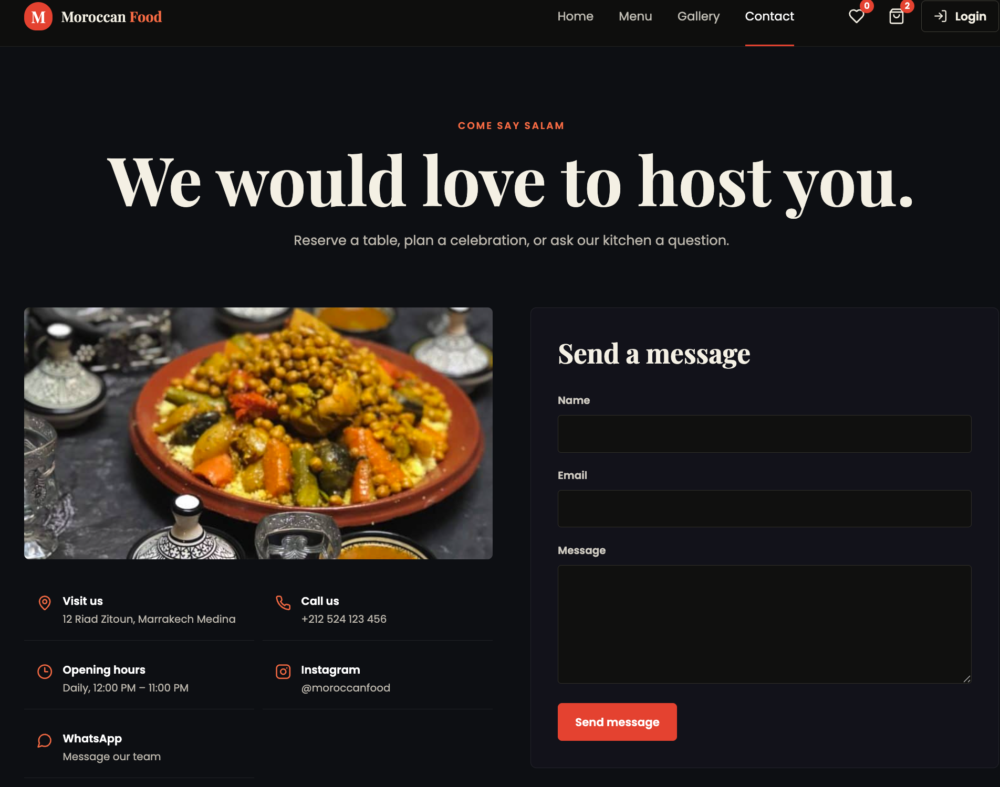 M Moroccan Food
Home Menu Gallery Contact 0 2 Login
COME SAY SALAM
We would love to host you.
Reserve a table, plan a celebration, or ask our kitchen a question.
Visit us
12 Riad Zitoun, Marrakech Medina
Call us
+212 524 123 456
Opening hours
Daily, 12:00 PM – 11:00 PM
Instagram
@moroccanfood
WhatsApp
Message our team
Send a message
Name
Email
Message
Send message